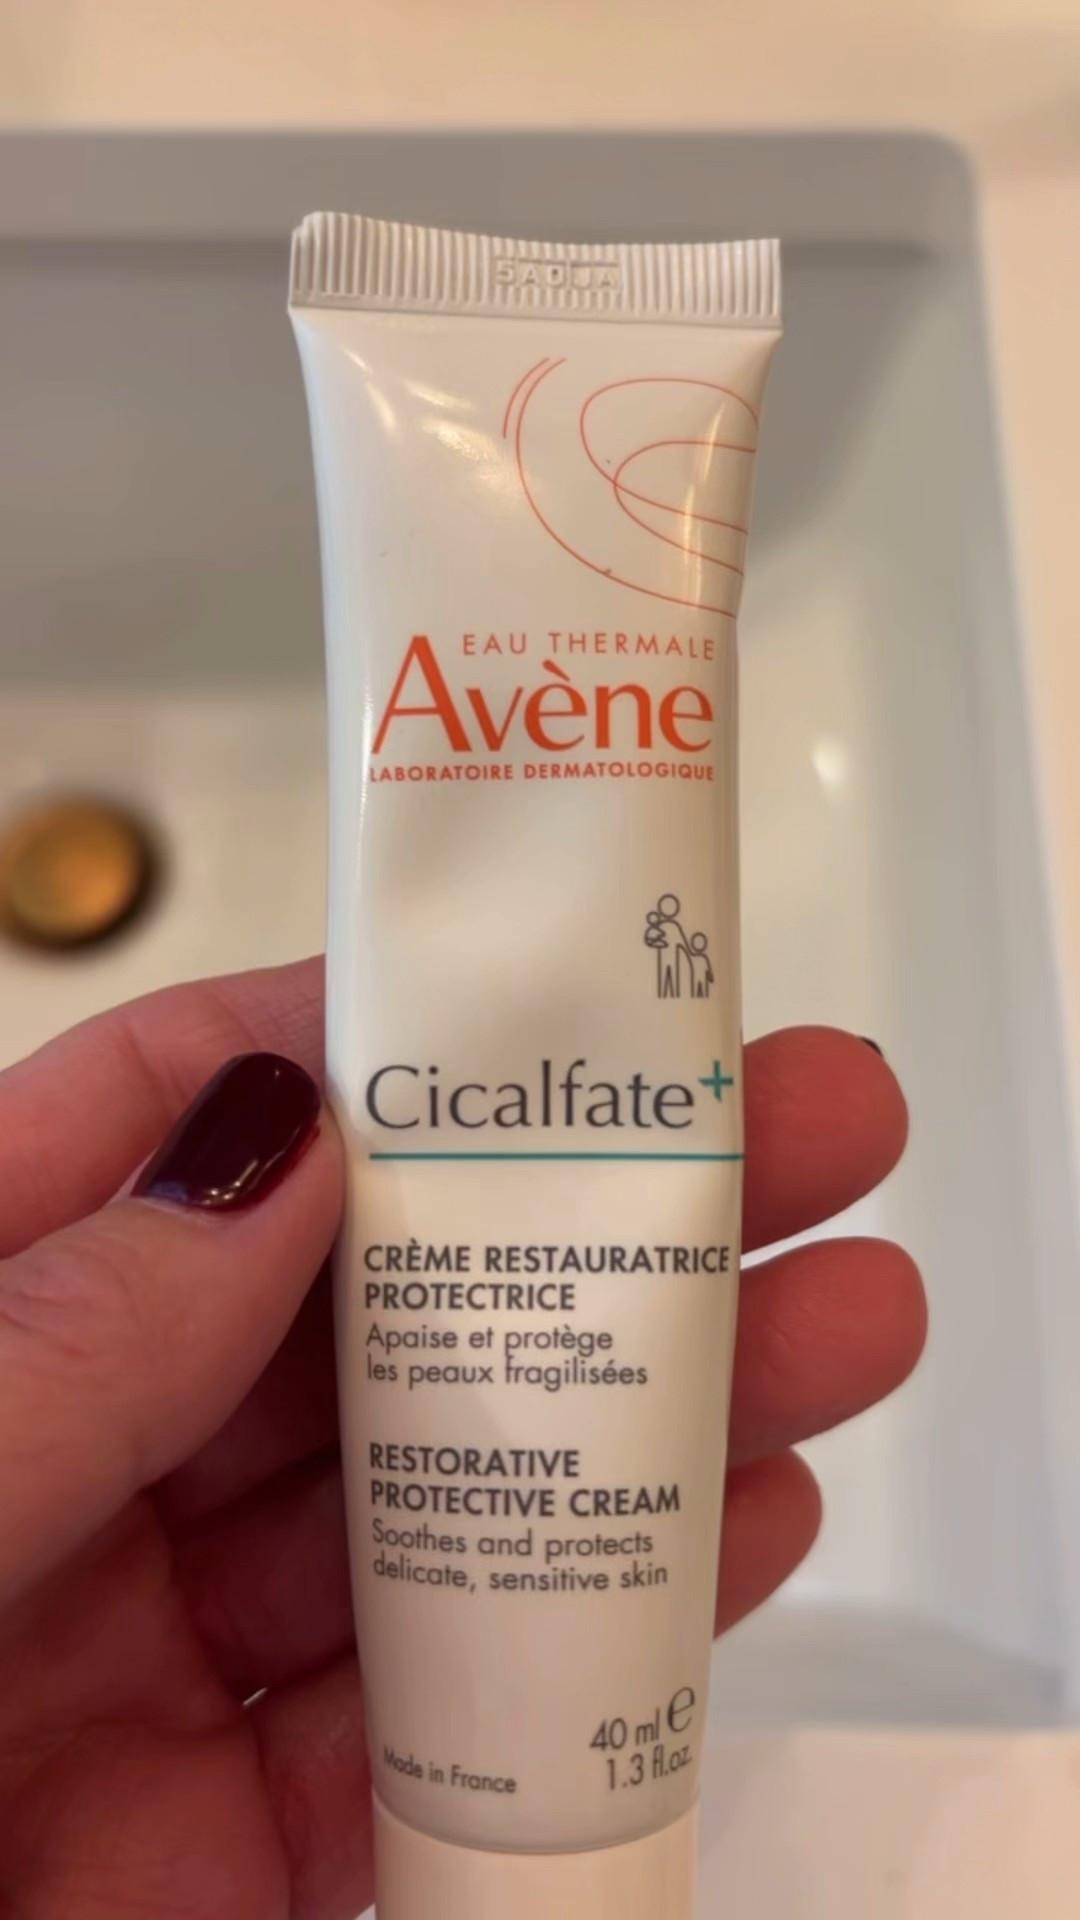 EAU THERMALE
Avène
LABORATOIRE DERMATOLOGIQUE
Cicalfate+
CRÈME RESTAURATRICE
PROTECTRICE
Apaise et protège
les peaux fragilisées
RESTORATIVE
PROTECTIVE CREAM
Soothes and protects
delicate, sensitive skin
40 ml e
1.3 fl.oz.
Made in France